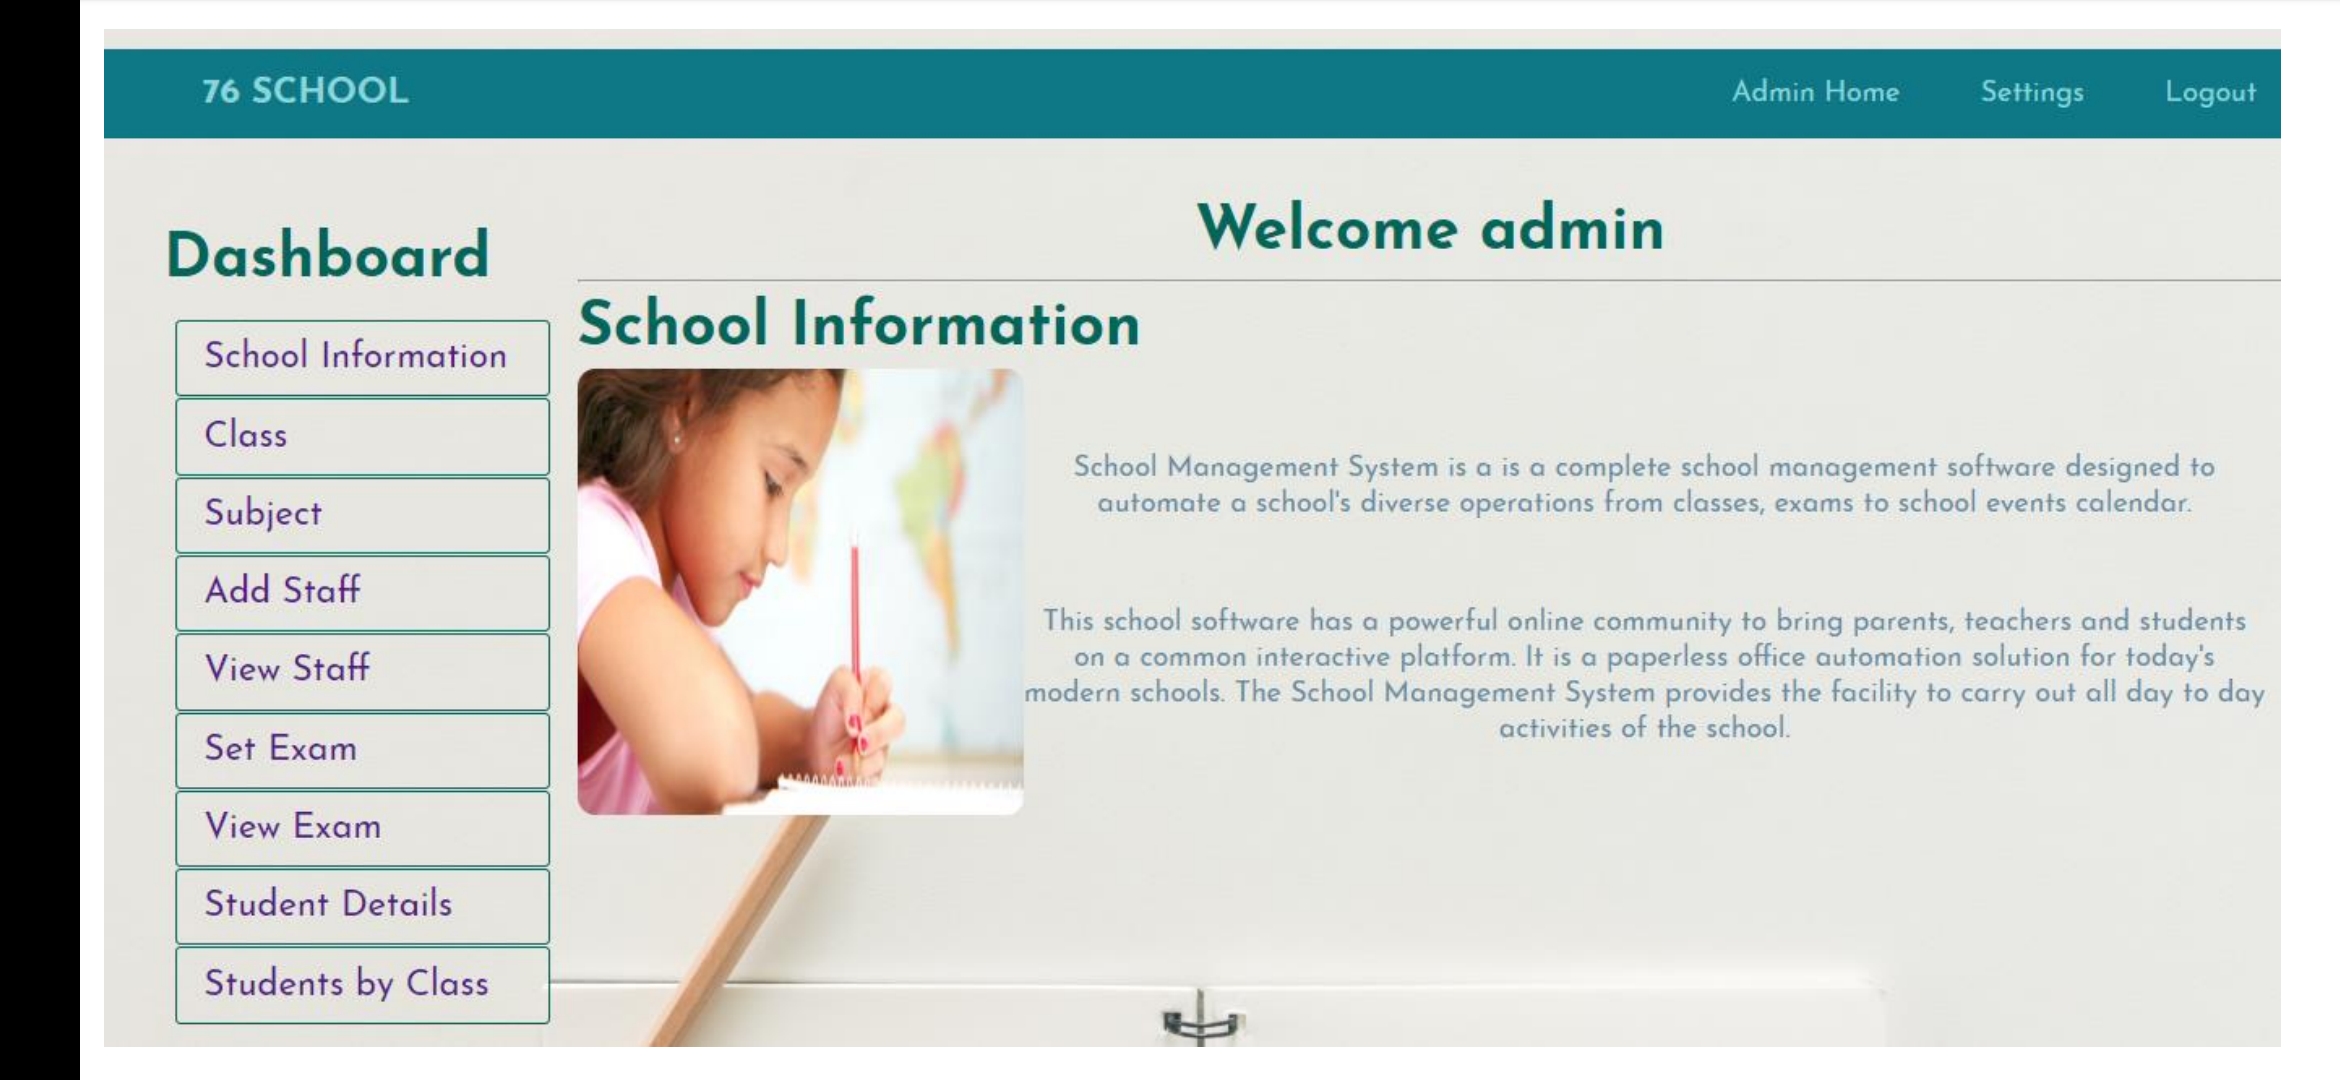 76 SCHOOL
Admin Home
Settings
Logout
Dashboard
School Information
Class
Subject
Add Staff
View Staff
Set Exam
View Exam
Student Details
Students by Class
Welcome admin
School Information
School Management System is a is a complete school management software designed to
automate a school's diverse operations from classes, exams to school events calendar.
This school software has a powerful online community to bring parents, teachers and students
on a common interactive platform. It is a paperless office automation solution for today's
modern schools. The School Management System provides the facility to carry out all day to day
activities of the school.